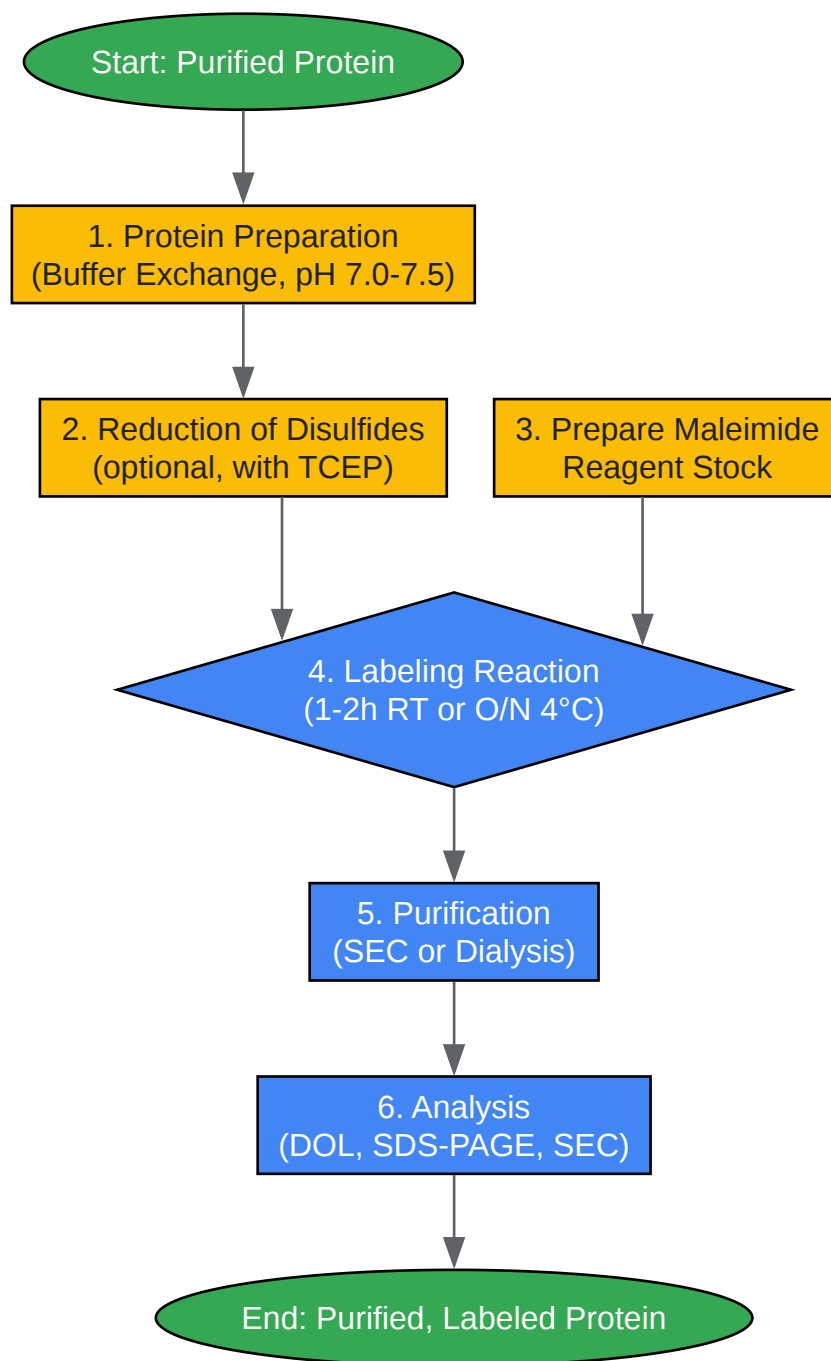 Start: Purified Protein
1. Protein Preparation
(Buffer Exchange, pH 7.0-7.5)
2. Reduction of Disulfides
(optional, with TCEP)
3. Prepare Maleimide
Reagent Stock
4. Labeling Reaction
(1-2h RT or O/N 4°C)
5. Purification
(SEC or Dialysis)
6. Analysis
(DOL, SDS-PAGE, SEC)
End: Purified, Labeled Protein